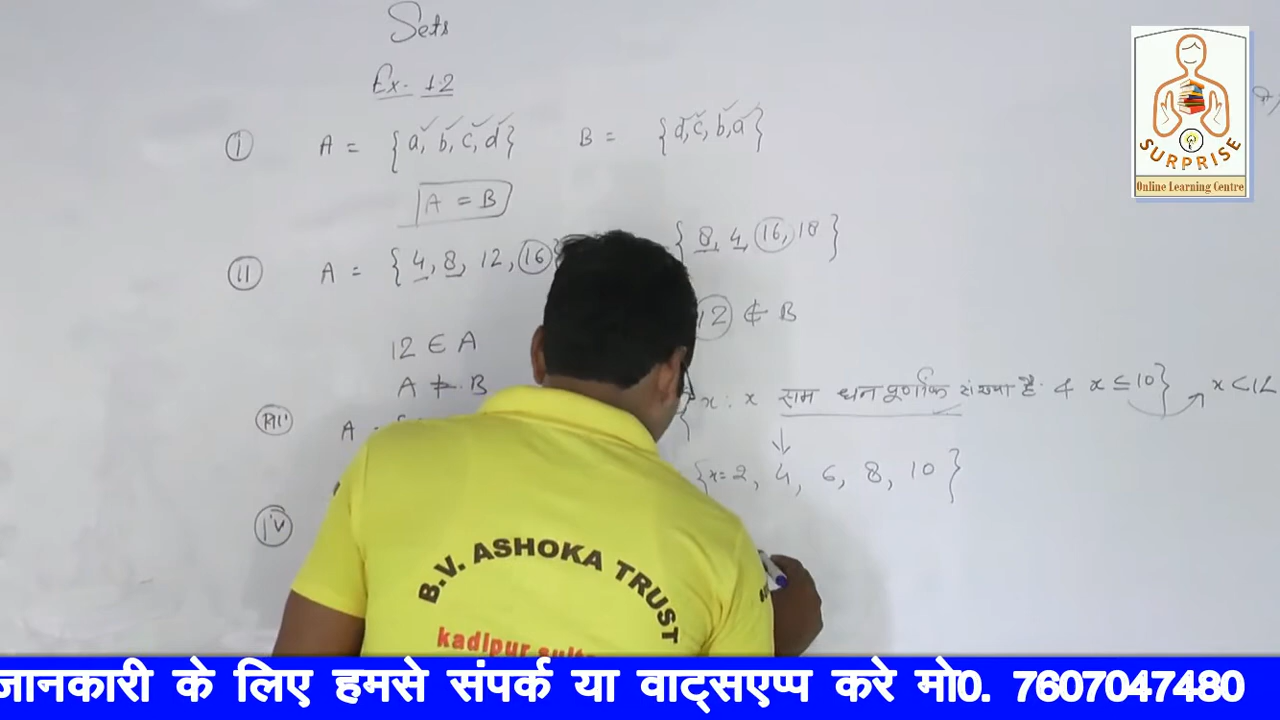 Sets
Ex. 1.2
(i) A = {a, b, c, d} B = {d, c, b, a}
A = B
(ii) A = {4, 8, 12, 16} {8, 4, 16, 18}
12 ∉ B
12 ∈ A
A ≠ B
(iii) A = x : x सम धन पूर्णांक संख्या है & x ≤ 10} → x < 12
{x = 2, 4, 6, 8, 10}
(iv)
SURPRISE
Online Learning Centre
B.V. ASHOKA TRUST
kadipur
जानकारी के लिए हमसे संपर्क या वाट्सएप्प करे मो0. 7607047480